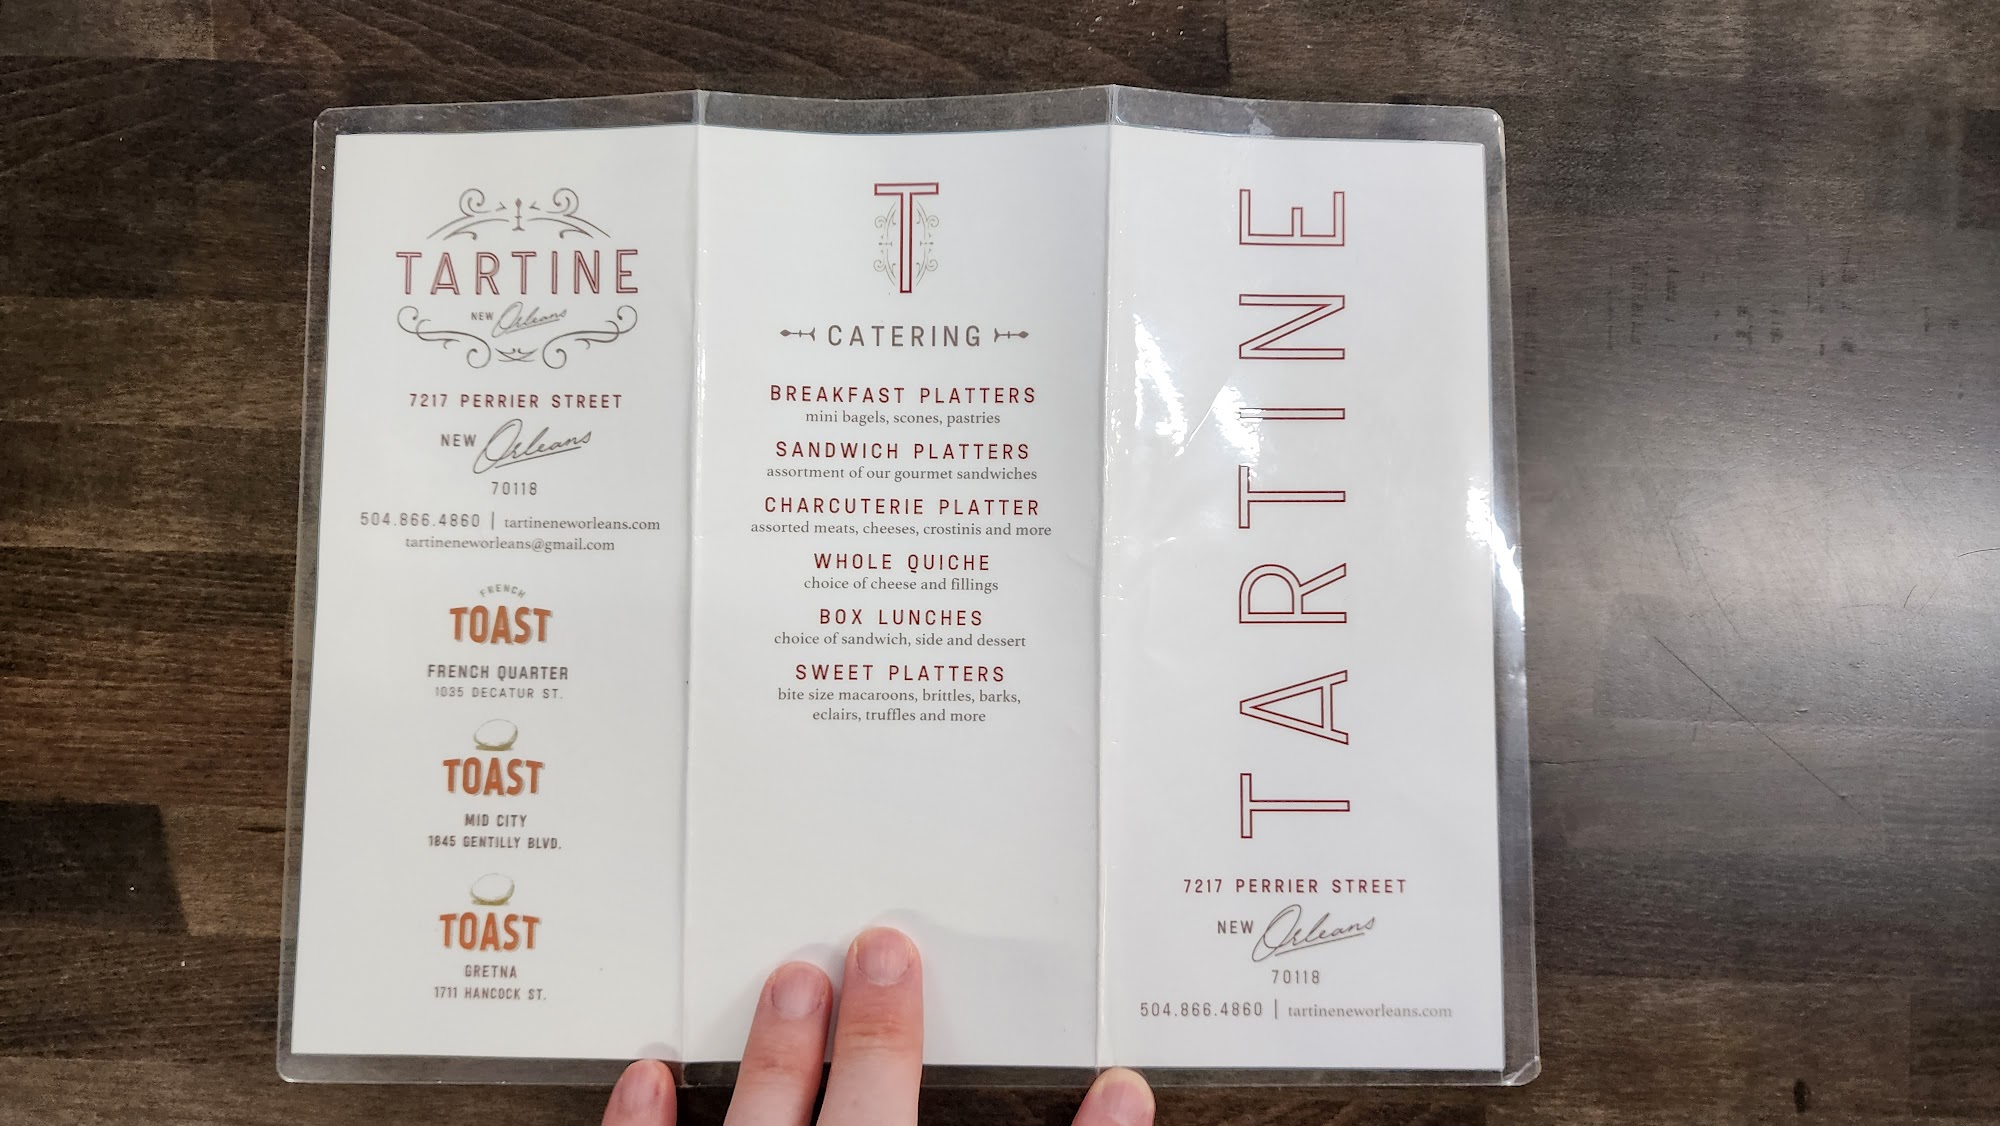 TARTINE
NEW Orleans
7217 PERRIER STREET
NEW Orleans
70118
504.866.4860 | tartineneworleans.com
tartineneworleans@gmail.com
FRENCH
TOAST
FRENCH QUARTER
1035 DECATUR ST.
TOAST
MID CITY
1845 GENTILLY BLVD.
TOAST
GRETNA
1711 HANCOCK ST.
T
CATERING
BREAKFAST PLATTERS
mini bagels, scones, pastries
SANDWICH PLATTERS
assortment of our gourmet sandwiches
CHARCUTERIE PLATTER
assorted meats, cheeses, crostinis and more
WHOLE QUICHE
choice of cheese and fillings
BOX LUNCHES
choice of sandwich, side and dessert
SWEET PLATTERS
bite size macaroons, brittles, barks,
eclairs, truffles and more
TARTINE
7217 PERRIER STREET
NEW Orleans
70118
504.866.4860 | tartineneworleans.com